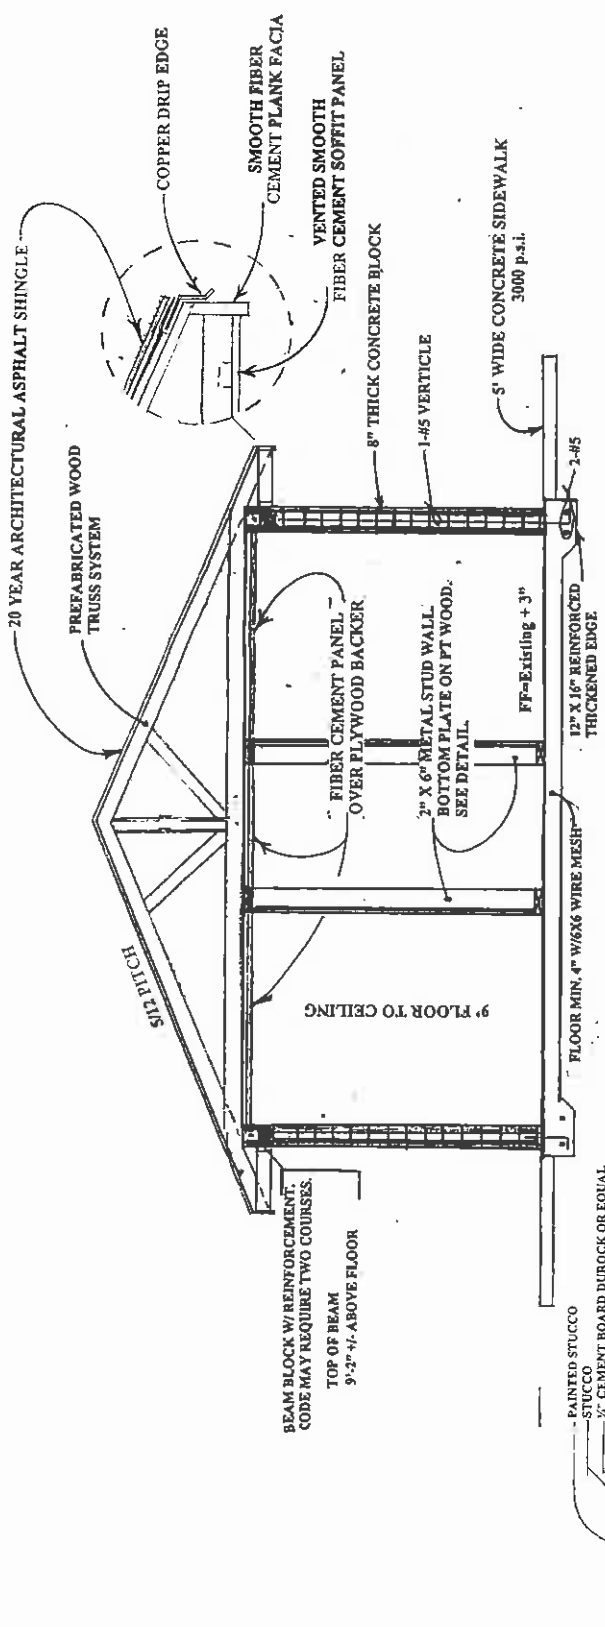 20 YEAR ARCHITECTURAL ASPHALT SHINGLE
COPPER DRIP EDGE
SMOOTH FIBER
CEMENT PLANK FACIA
VENTED SMOOTH
FIBER CEMENT SOFFIT PANEL
PREFABRICATED WOOD
TRUSS SYSTEM
5/12 PITCH
8" THICK CONCRETE BLOCK
1-#5 VERTICLE
5' WIDE CONCRETE SIDEWALK
3000 p.s.i.
FIBER CEMENT PANEL
OVER PLYWOOD BACKER
2" X 6" METAL STUD WALL.
BOTTOM PLATE ON PT WOOD.
SEE DETAIL.
FF=Existing + 3"
9' FLOOR TO CEILING
BEAM BLOCK W/ REINFORCEMENT.
CODE MAY REQUIRE TWO COURSES.
TOP OF BEAM
9'-2" +/- ABOVE FLOOR
FLOOR MIN. 4" W/6X6 WIRE MESH
12" X 16" REINFORCED
THICKENED EDGE
2-#5
PAINTED STUCCO
STUCCO
½" CEMENT BOARD DUROCK OR EQUAL